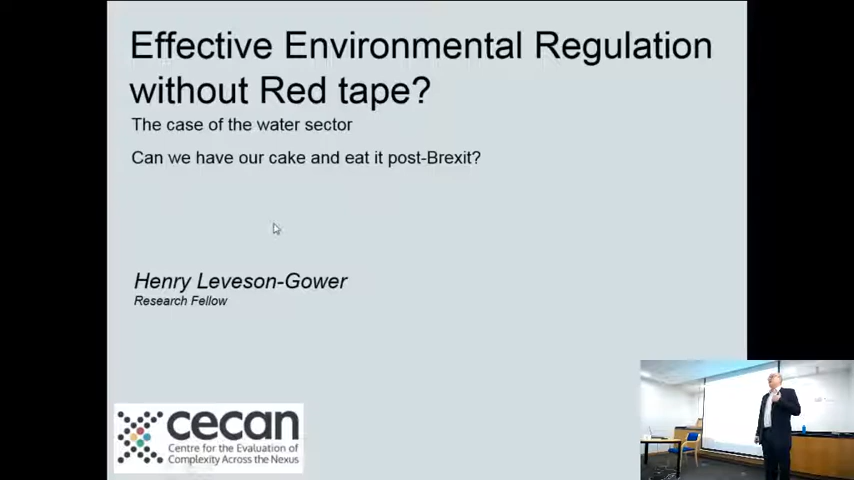 Effective Environmental Regulation
without Red tape?
The case of the water sector
Can we have our cake and eat it post-Brexit?
Henry Leveson-Gower
Research Fellow
cecan
Centre for the Evaluation of
Complexity Across the Nexus